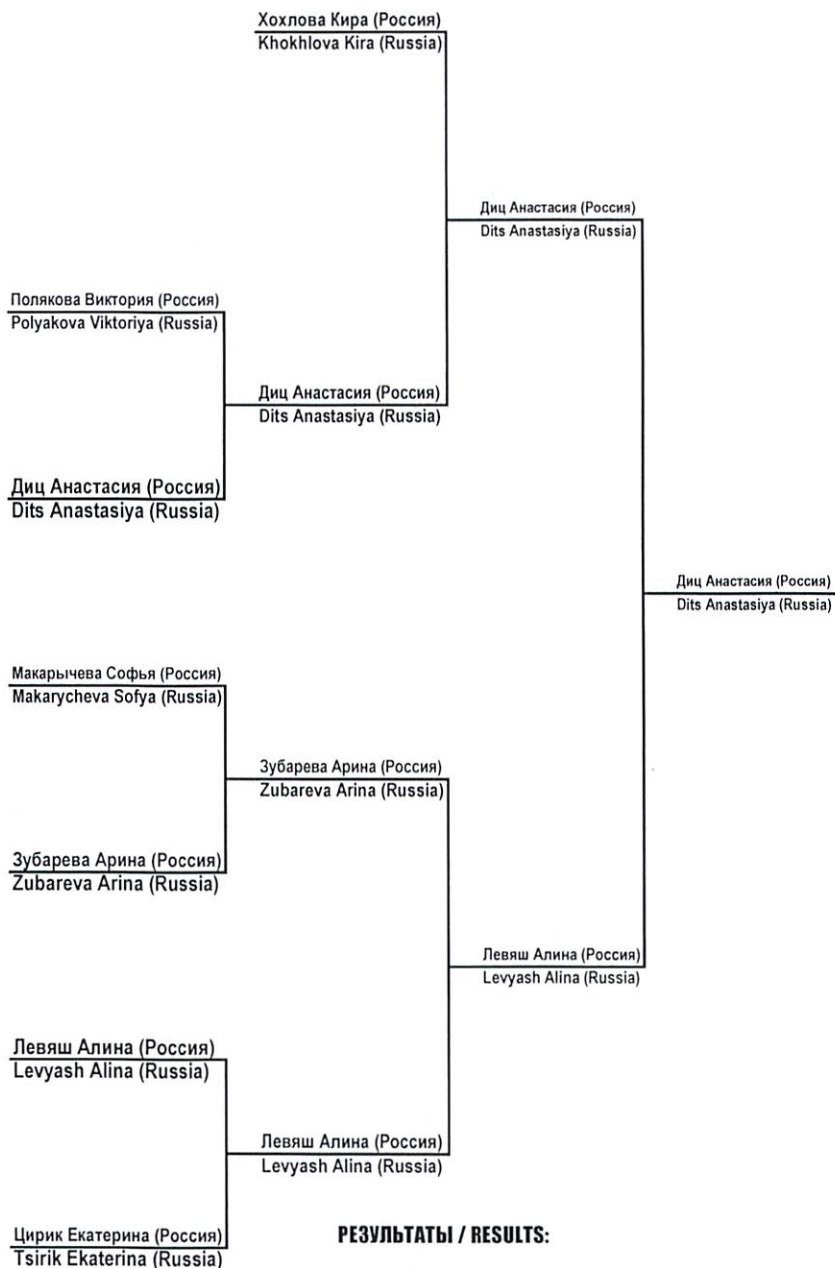 Хохлова Кира (Россия)
Khokhlova Kira (Russia)
Диц Анастасия (Россия)
Dits Anastasiya (Russia)
Полякова Виктория (Россия)
Polyakova Viktoriya (Russia)
Диц Анастасия (Россия)
Dits Anastasiya (Russia)
Диц Анастасия (Россия)
Dits Anastasiya (Russia)
Диц Анастасия (Россия)
Dits Anastasiya (Russia)
Макарычева Софья (Россия)
Makarycheva Sofya (Russia)
Зубарева Арина (Россия)
Zubareva Arina (Russia)
Зубарева Арина (Россия)
Zubareva Arina (Russia)
Левяш Алина (Россия)
Levyash Alina (Russia)
Левяш Алина (Россия)
Levyash Alina (Russia)
Левяш Алина (Россия)
Levyash Alina (Russia)
Цирик Екатерина (Россия)
Tsirik Ekaterina (Russia)
РЕЗУЛЬТАТЫ / RESULTS: